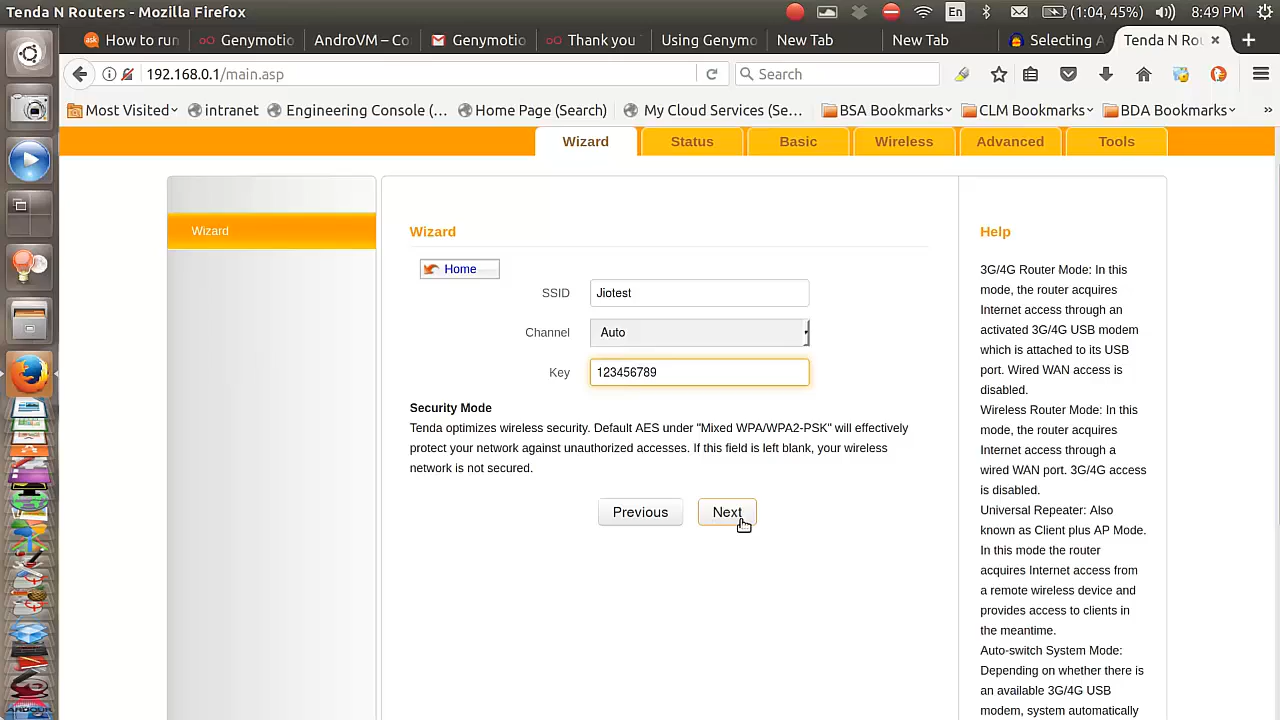 Tenda N Routers - Mozilla Firefox
En
(1:04, 45%)
8:49 PM
How to run
Genymotio
AndroVM – Co
Genymotio
Thank you
Using Genymo
New Tab
New Tab
Selecting A
Tenda N Rou
192.168.0.1/main.asp
Search
Most Visited
intranet
Engineering Console (...
Home Page (Search)
My Cloud Services (Se...
BSA Bookmarks
CLM Bookmarks
BDA Bookmarks
»
Wizard
Status
Basic
Wireless
Advanced
Tools
Wizard
Wizard
Home
SSID
Jiotest
Channel
Auto
Key
123456789
Security Mode
Tenda optimizes wireless security. Default AES under "Mixed WPA/WPA2-PSK" will effectively
protect your network against unauthorized accesses. If this field is left blank, your wireless
network is not secured.
Previous
Next
Help
3G/4G Router Mode: In this
mode, the router acquires
Internet access through an
activated 3G/4G USB modem
which is attached to its USB
port. Wired WAN access is
disabled.
Wireless Router Mode: In this
mode, the router acquires
Internet access through a
wired WAN port. 3G/4G access
is disabled.
Universal Repeater: Also
known as Client plus AP Mode.
In this mode the router
acquires Internet access from
a remote wireless device and
provides access to clients in
the meantime.
Auto-switch System Mode:
Depending on whether there is
an available 3G/4G USB
modem, system automatically